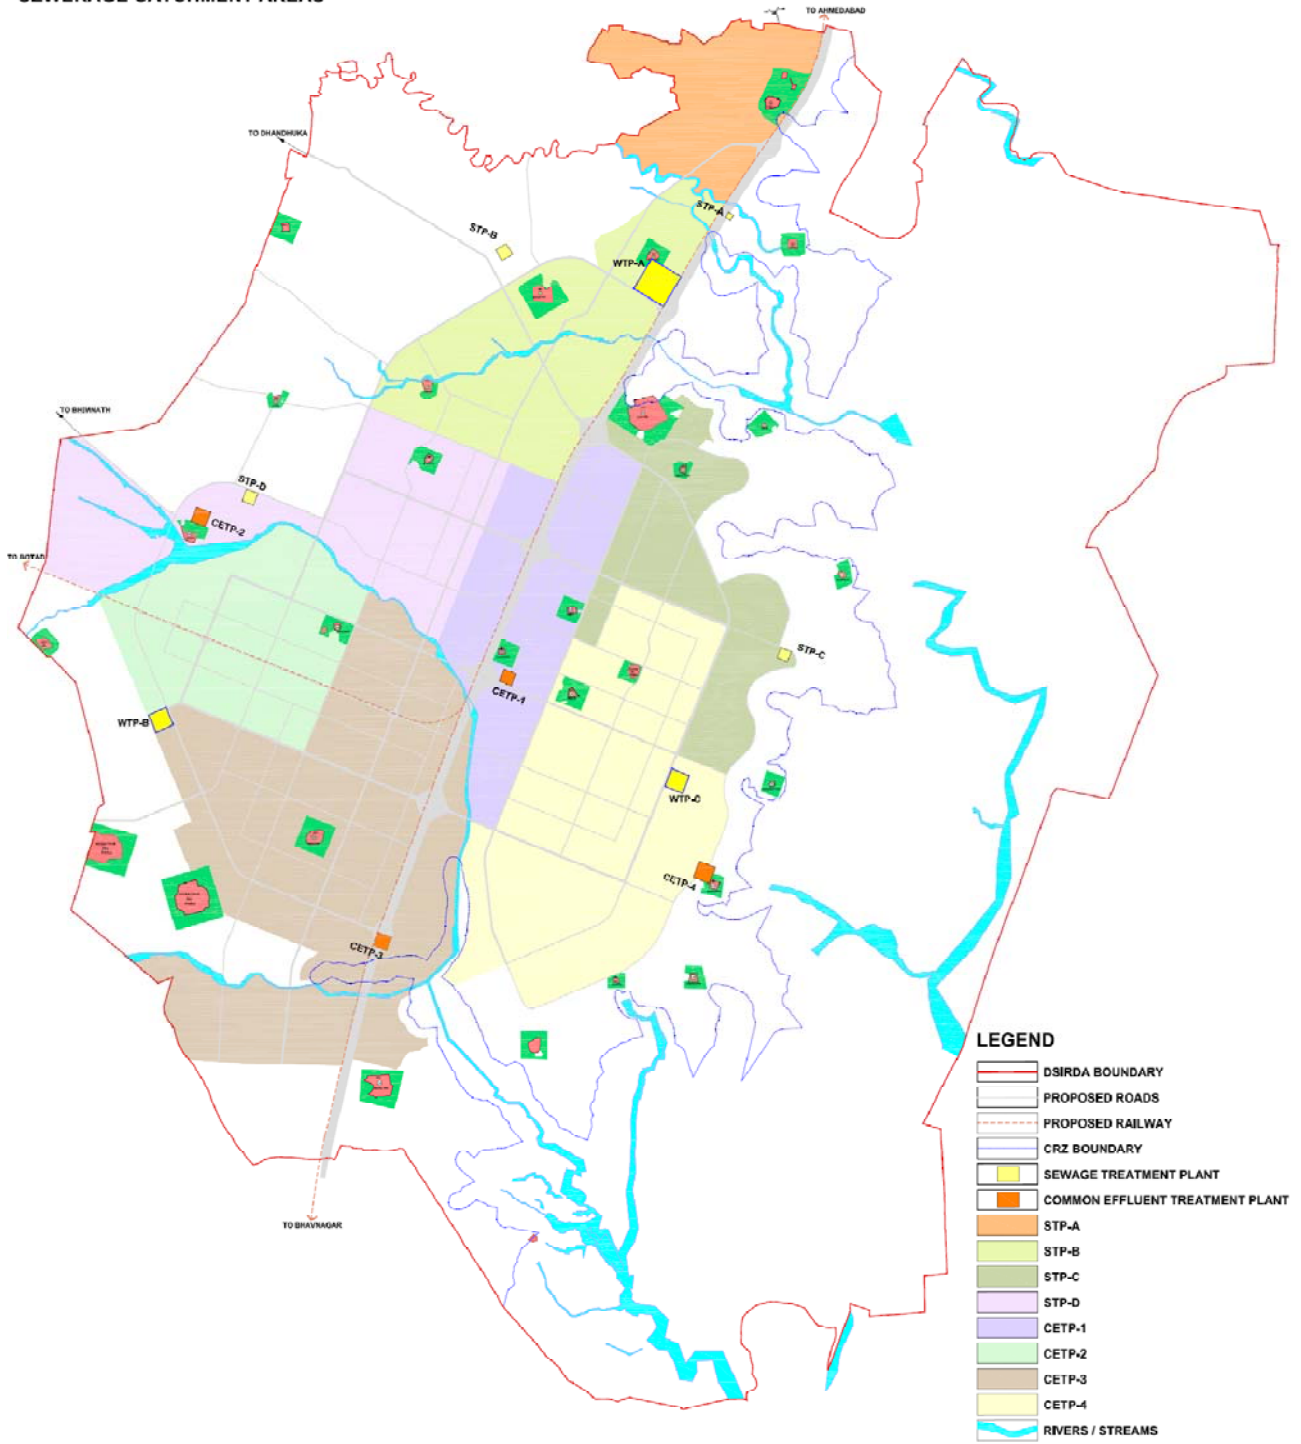 TO AHMEDABAD
TO DHANDHUKA
STP-A
STP-B
WTP-A
TO BHIMNATH
STP-D
CETP-2
TO BOTAD
STP-C
CETP-1
WTP-B
WTP-C
CETP-4
CETP-3
TO BHAVNAGAR
LEGEND
DSIRDA BOUNDARY
PROPOSED ROADS
PROPOSED RAILWAY
CRZ BOUNDARY
SEWAGE TREATMENT PLANT
COMMON EFFLUENT TREATMENT PLANT
STP-A
STP-B
STP-C
STP-D
CETP-1
CETP-2
CETP-3
CETP-4
RIVERS / STREAMS